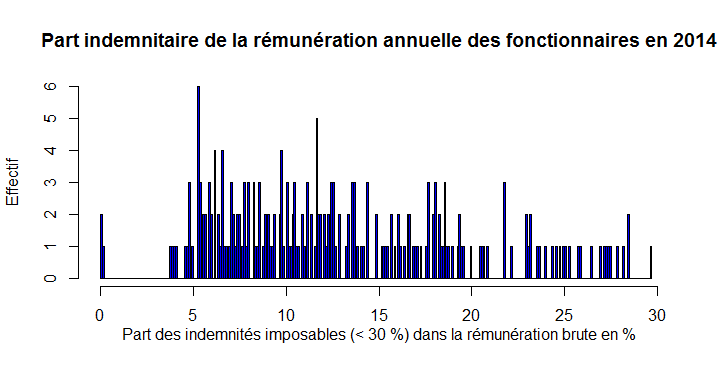 Part indemnitaire de la rémunération annuelle des fonctionnaires en 2014
Effectif
6
5
4
3
2
1
0
0 5 10 15 20 25 30
Part des indemnités imposables (< 30 %) dans la rémunération brute en %